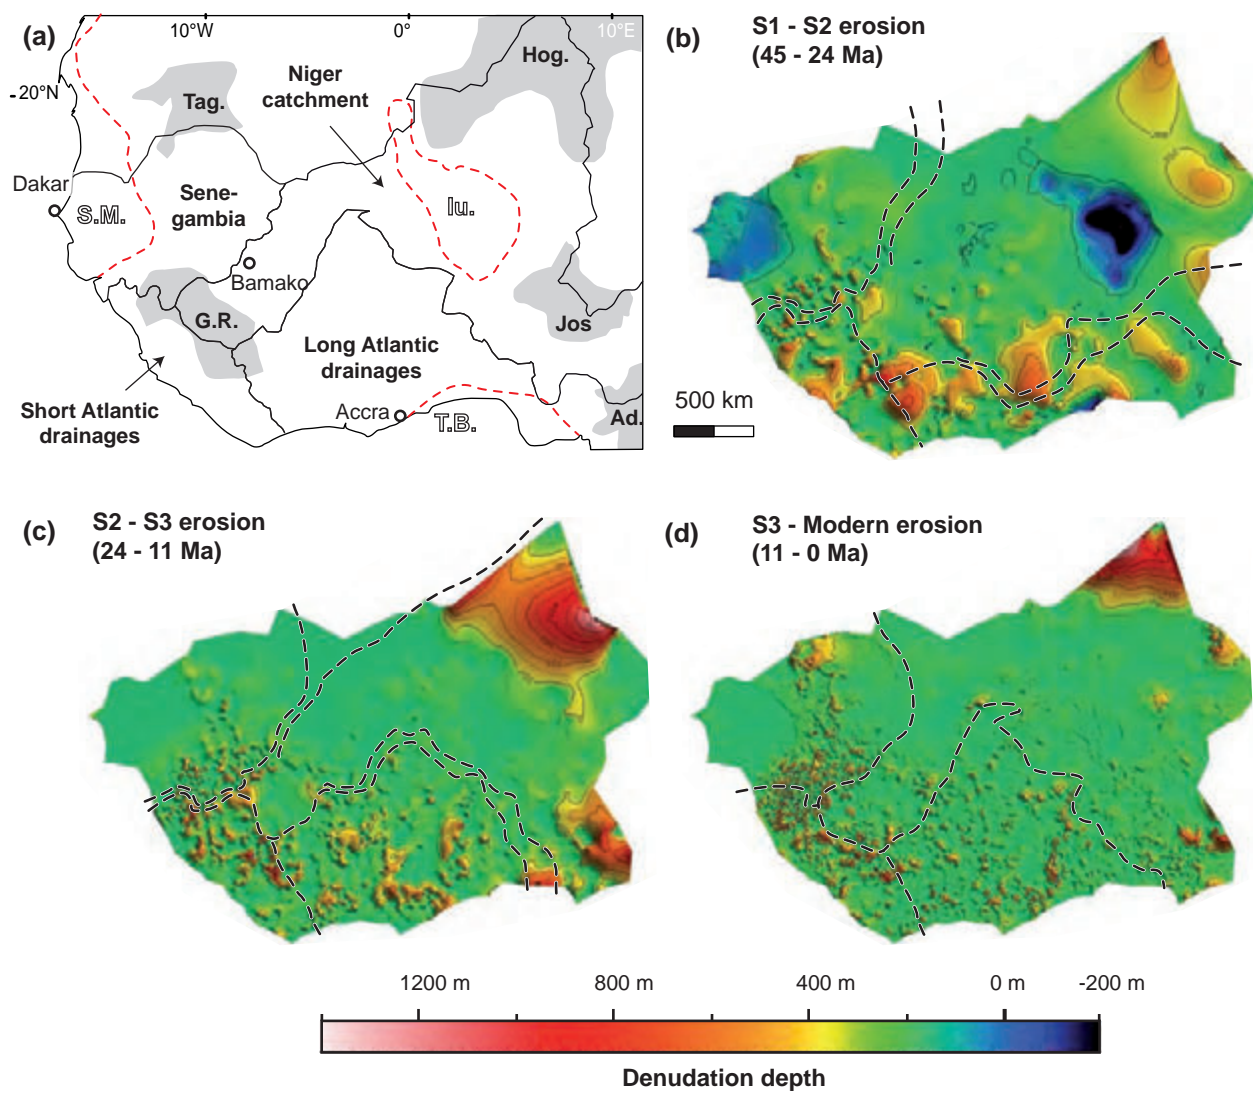 (a)
10°W
0°
10°E
Hog.
Niger
catchment
20°N
Tag.
Dakar
S.M.
Sene-
gambia
Iu.
Bamako
G.R.
Jos
Long Atlantic
drainages
Short Atlantic
drainages
Accra
T.B.
Ad.
(b)
S1 - S2 erosion
(45 - 24 Ma)
500 km
(c)
S2 - S3 erosion
(24 - 11 Ma)
(d)
S3 - Modern erosion
(11 - 0 Ma)
1200 m 800 m 400 m 0 m -200 m
Denudation depth